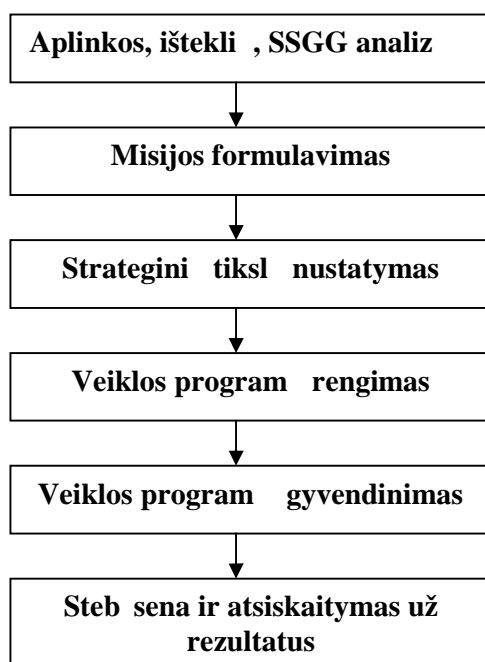 Aplinkos, ištekli , SSGG analiz
Misijos formulavimas
Strategini tiksl nustatymas
Veiklos program rengimas
Veiklos program gyvendinimas
Steb sena ir atsiskaitymas už
rezultatus